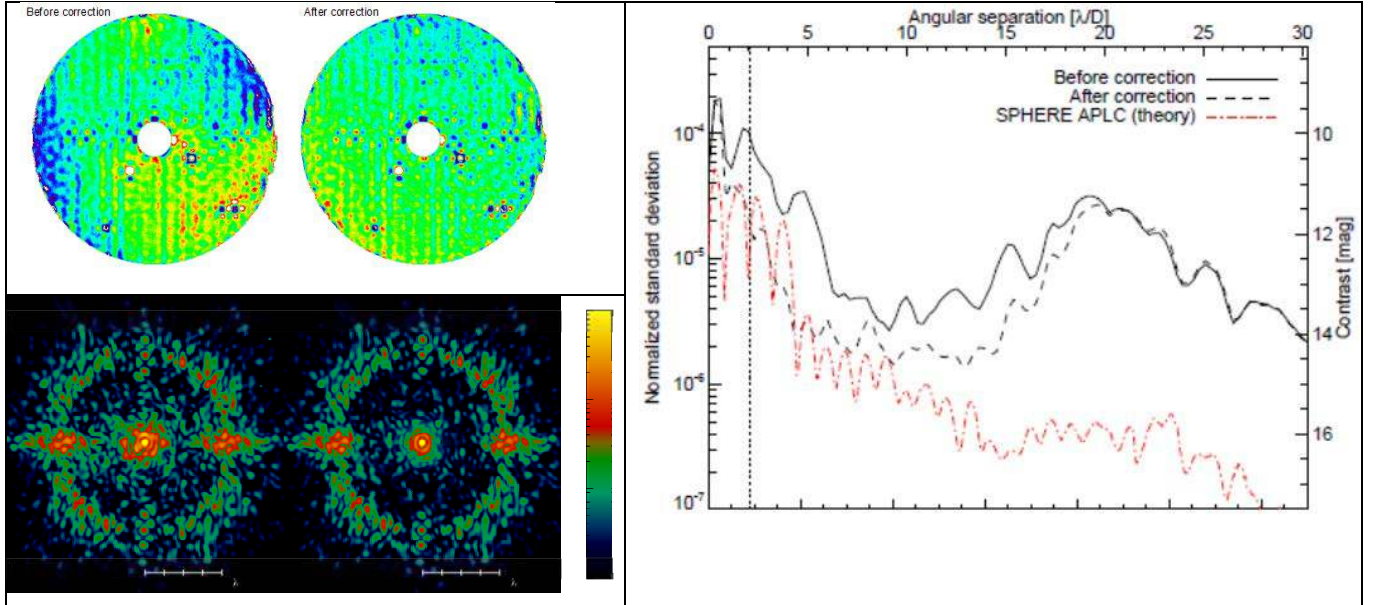 Before correction
After correction
λ
λ
Angular separation [λ/D]
0 5 10 15 20 25 30
Before correction
After correction
SPHERE APLC (theory)
10⁻⁴
10⁻⁵
10⁻⁶
10⁻⁷
Normalized standard deviation
10
12
14
16
Contrast [mag]